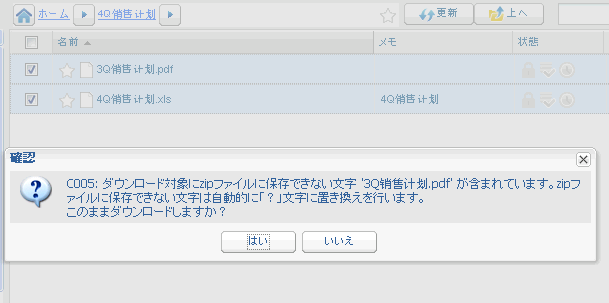 ホーム 4Q销售计划 更新 上へ
名前 メモ 状態
3Q销售计划.pdf
4Q销售计划.xls 4Q销售计划
確認
C005: ダウンロード対象にzipファイルに保存できない文字 '3Q销售计划.pdf' が含まれています。zipフ
ァイルに保存できない文字は自動的に「？」文字に置き換えを行います。
このままダウンロードしますか？
はい いいえ